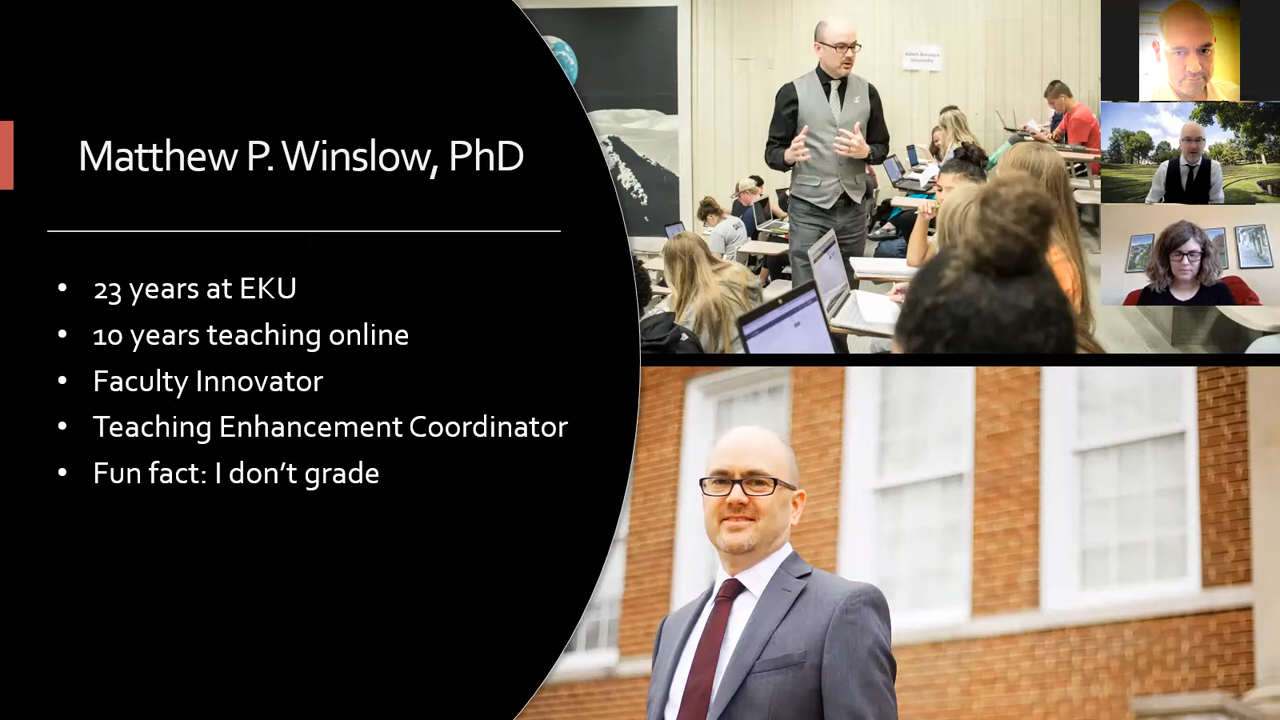 Matthew P. Winslow, PhD
• 23 years at EKU
• 10 years teaching online
• Faculty Innovator
• Teaching Enhancement Coordinator
• Fun fact: I don't grade